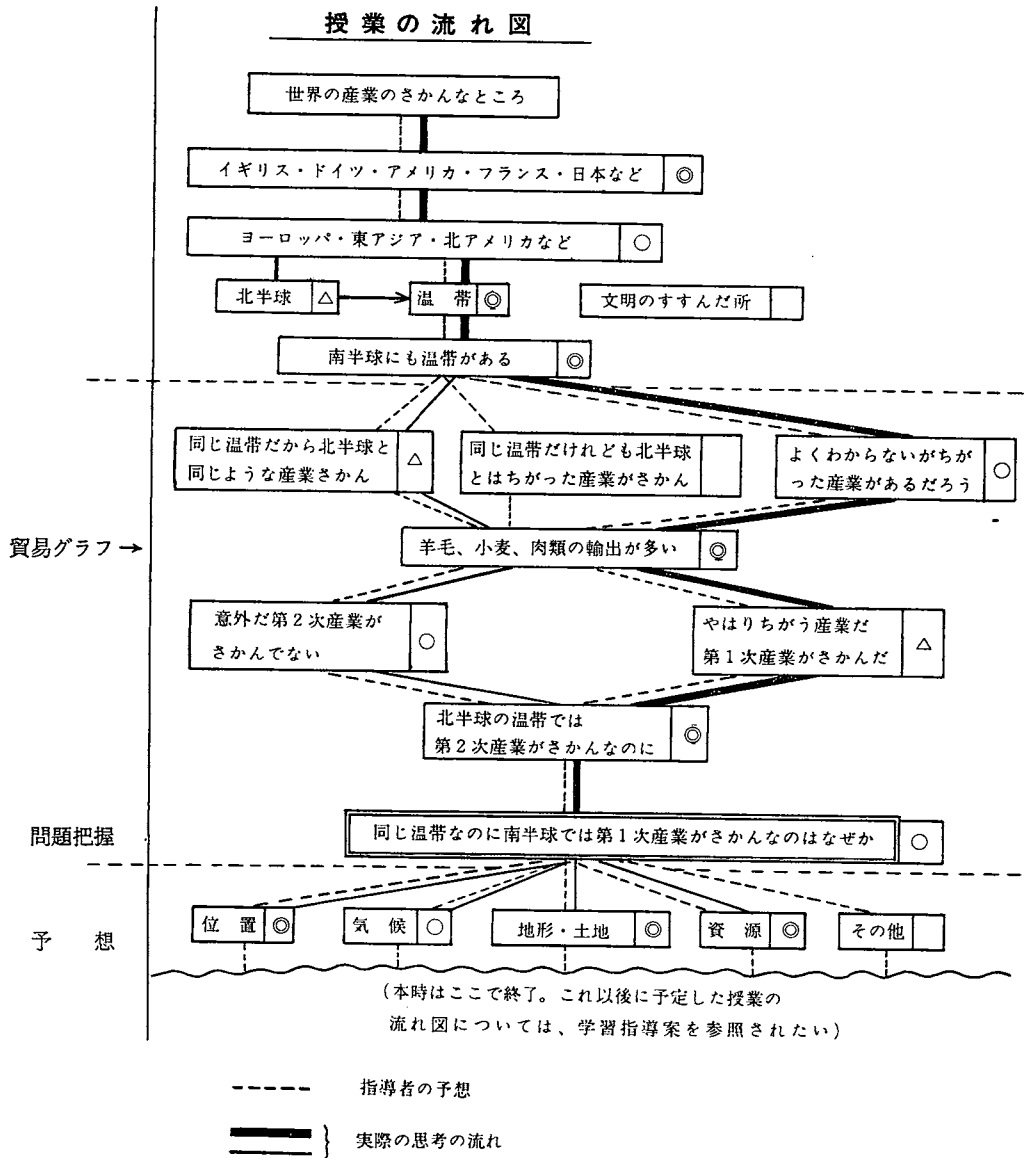 授業の流れ図
世界の産業のさかんなところ
イギリス・ドイツ・アメリカ・フランス・日本など ◎
ヨーロッパ・東アジア・北アメリカなど ○
北半球 △
温 帯 ◎
文明のすすんだ所
南半球にも温帯がある ◎
同じ温帯だから北半球と
同じような産業さかん △
同じ温帯だけれども北半球
とはちがった産業がさかん
よくわからないがちが
った産業があるだろう ○
貿易グラフ→
羊毛、小麦、肉類の輸出が多い ◎
意外だ第2次産業が
さかんでない ○
やはりちがう産業だ
第1次産業がさかんだ △
北半球の温帯では
第2次産業がさかんなのに ◎
問題把握
同じ温帯なのに南半球では第1次産業がさかんなのはなぜか ○
予 想
位 置 ◎
気 候 ○
地形・土地 ◎
資 源 ◎
その他
(本時はここで終了。これ以後に予定した授業の
流れ図については、学習指導案を参照されたい)
指導者の予想
実際の思考の流れ